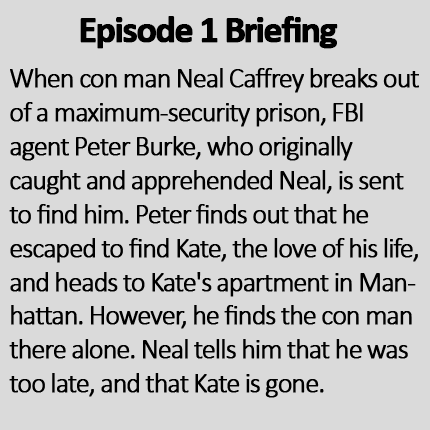 Episode 1 Briefing
When con man Neal Caffrey breaks out
of a maximum-security prison, FBI
agent Peter Burke, who originally
caught and apprehended Neal, is sent
to find him. Peter finds out that he
escaped to find Kate, the love of his life,
and heads to Kate's apartment in Man-
hattan. However, he finds the con man
there alone. Neal tells him that he was
too late, and that Kate is gone.